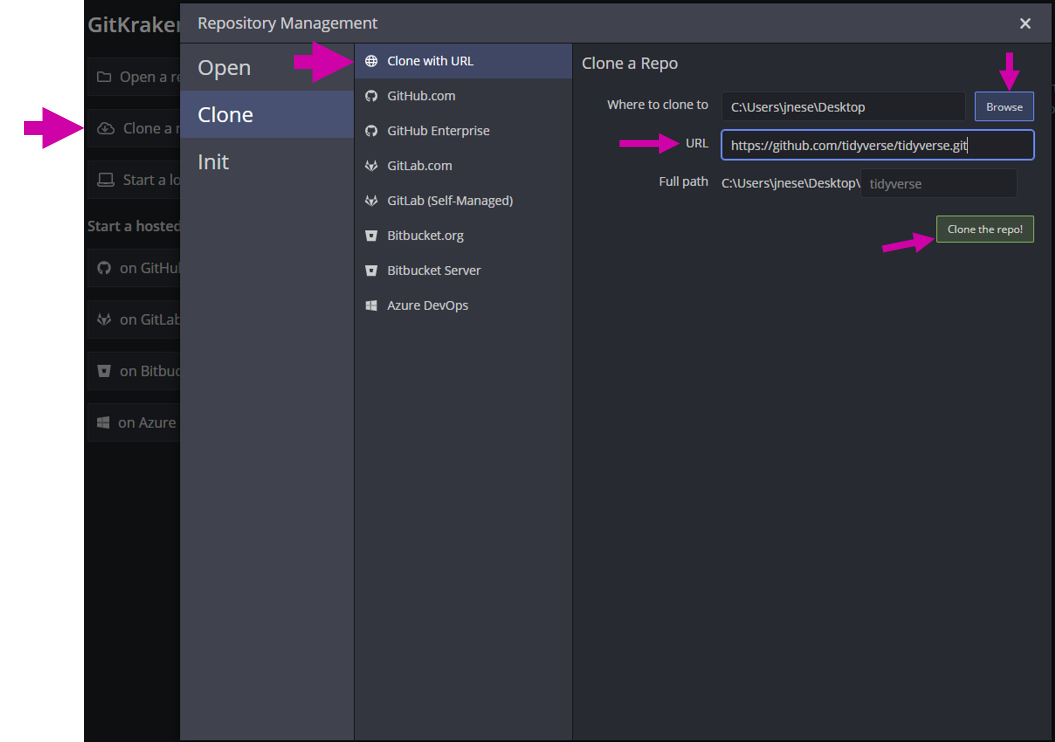 GitKraken
Open a re
Clone a r
Start a lo
Start a hosted
on GitHub
on GitLab
on Bitbuc
on Azure
Repository Management
Open
Clone
Init
Clone with URL
GitHub.com
GitHub Enterprise
GitLab.com
GitLab (Self-Managed)
Bitbucket.org
Bitbucket Server
Azure DevOps
Clone a Repo
Where to clone to
C:\Users\jnese\Desktop
Browse
URL
https://github.com/tidyverse/tidyverse.git
Full path
C:\Users\jnese\Desktop\
tidyverse
Clone the repo!